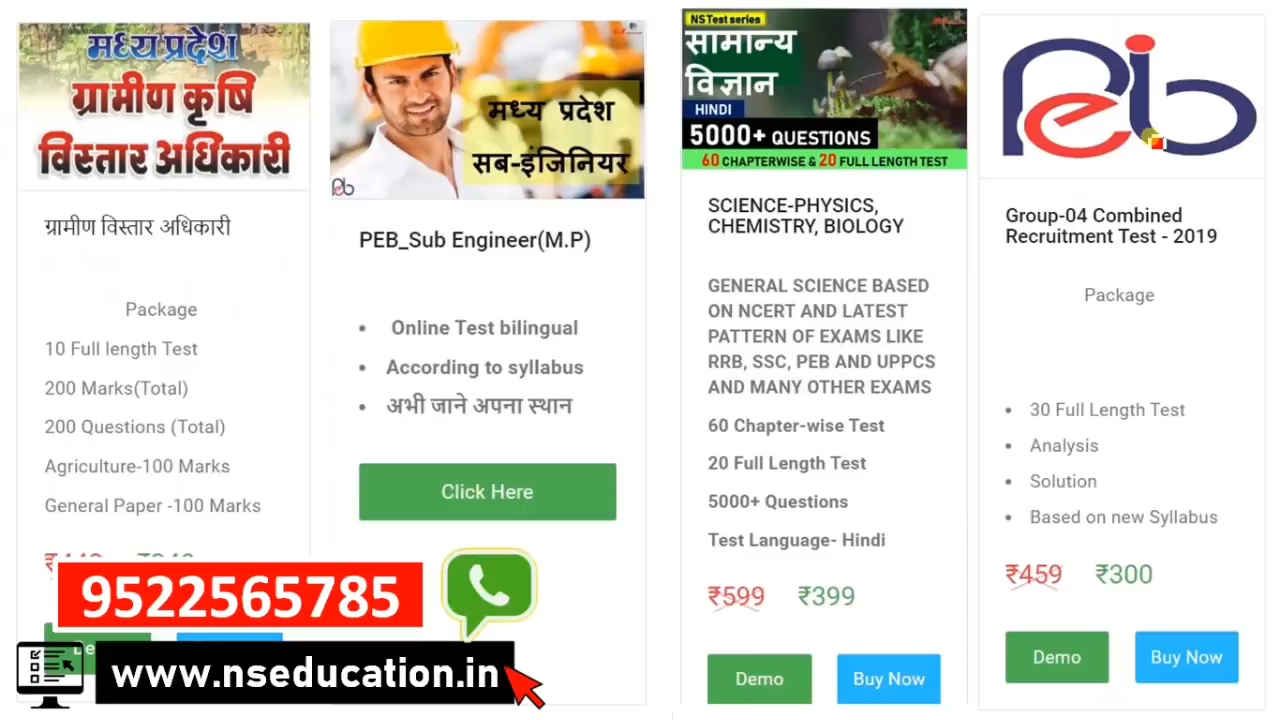 मध्य प्रदेश
ग्रामीण कृषि
विस्तार अधिकारी
ग्रामीण विस्तार अधिकारी
Package
10 Full length Test
200 Marks(Total)
200 Questions (Total)
Agriculture-100 Marks
General Paper -100 Marks
मध्य प्रदेश
सब-इंजिनियर
Peb
PEB_Sub Engineer(M.P)
• Online Test bilingual
• According to syllabus
• अभी जाने अपना स्थान
Click Here
NS Test series
सामान्य
विज्ञान
HINDI
5000+ QUESTIONS
60 CHAPTERWISE & 20 FULL LENGTH TEST
SCIENCE-PHYSICS,
CHEMISTRY, BIOLOGY
GENERAL SCIENCE BASED
ON NCERT AND LATEST
PATTERN OF EXAMS LIKE
RRB, SSC, PEB AND UPPCS
AND MANY OTHER EXAMS
60 Chapter-wise Test
20 Full Length Test
5000+ Questions
Test Language- Hindi
₹599 ₹399
Demo Buy Now
Peb
Group-04 Combined
Recruitment Test - 2019
Package
• 30 Full Length Test
• Analysis
• Solution
• Based on new Syllabus
₹459 ₹300
Demo Buy Now
9522565785
www.nseducation.in